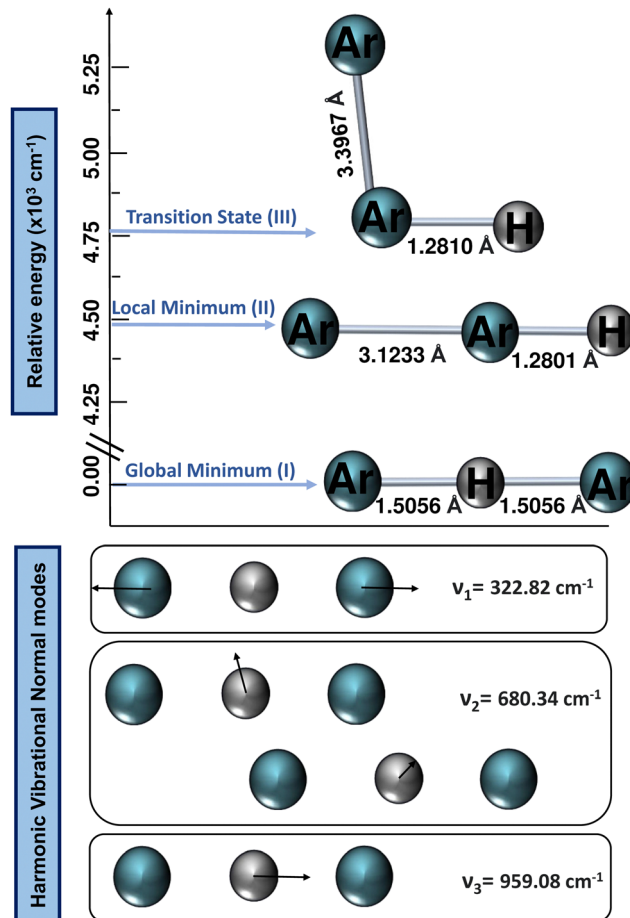 Relative energy (x10³ cm⁻¹)
5.25
5.00
4.75
4.50
4.25
0.00
Ar
3.3967 Å
Transition State (III)
Ar
H
1.2810 Å
Local Minimum (II)
Ar
Ar
H
3.1233 Å
1.2801 Å
Global Minimum (I)
Ar
H
Ar
1.5056 Å
1.5056 Å
Harmonic Vibrational Normal modes
ν₁= 322.82 cm⁻¹
ν₂= 680.34 cm⁻¹
ν₃= 959.08 cm⁻¹